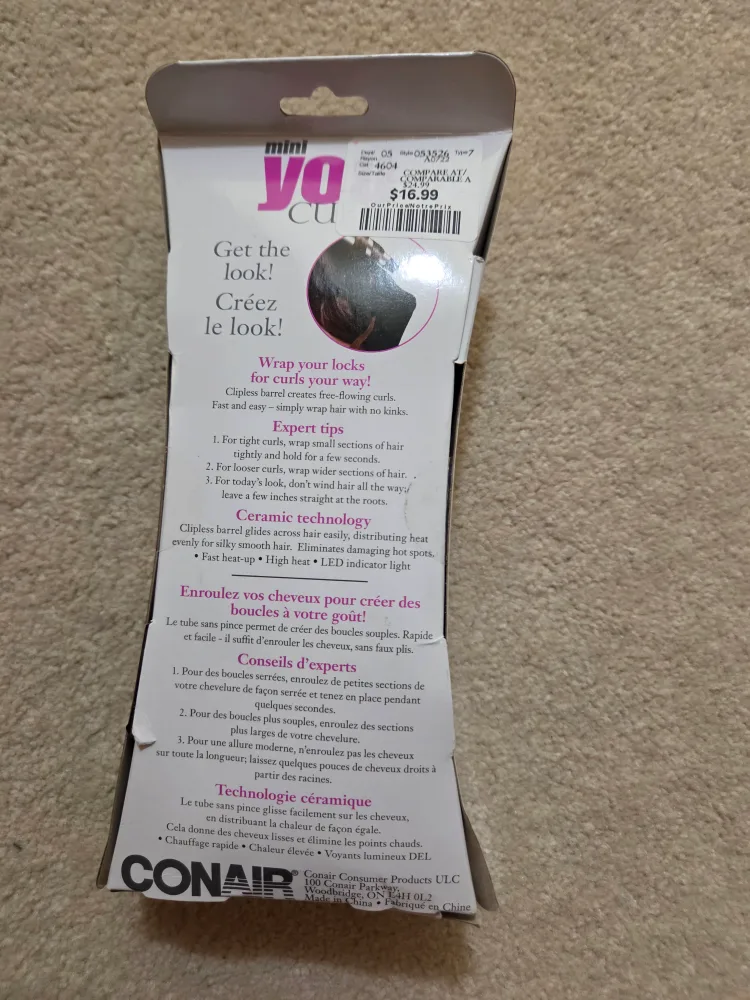 mini
yo
cu
Dept/ 05 Style 053526 Type 7
Rayon A0722
Cat. 4604
Size/Taille
COMPARE AT/
COMPARABLE A
$24.99
$16.99
Our Price/Notre Prix
Get the
look!
Créez
le look!
Wrap your locks
for curls your way!
Clipless barrel creates free-flowing curls.
Fast and easy – simply wrap hair with no kinks.
Expert tips
1. For tight curls, wrap small sections of hair
tightly and hold for a few seconds.
2. For looser curls, wrap wider sections of hair.
3. For today's look, don't wind hair all the way;
leave a few inches straight at the roots.
Ceramic technology
Clipless barrel glides across hair easily, distributing heat
evenly for silky smooth hair. Eliminates damaging hot spots.
• Fast heat-up • High heat • LED indicator light
Enroulez vos cheveux pour créer des
boucles à votre goût!
Le tube sans pince permet de créer des boucles souples. Rapide
et facile - il suffit d'enrouler les cheveux, sans faux plis.
Conseils d'experts
1. Pour des boucles serrées, enroulez de petites sections de
votre chevelure de façon serrée et tenez en place pendant
quelques secondes.
2. Pour des boucles plus souples, enroulez des sections
plus larges de votre chevelure.
3. Pour une allure moderne, n'enroulez pas les cheveux
sur toute la longueur; laissez quelques pouces de cheveux droits à
partir des racines.
Technologie céramique
Le tube sans pince glisse facilement sur les cheveux,
en distribuant la chaleur de façon égale.
Cela donne des cheveux lisses et élimine les points chauds.
• Chauffage rapide • Chaleur élevée • Voyants lumineux DEL
CONAIR®
Conair Consumer Products ULC
100 Conair Parkway,
Woodbridge, ON L4H 0L2
Made in China • Fabriqué en Chine